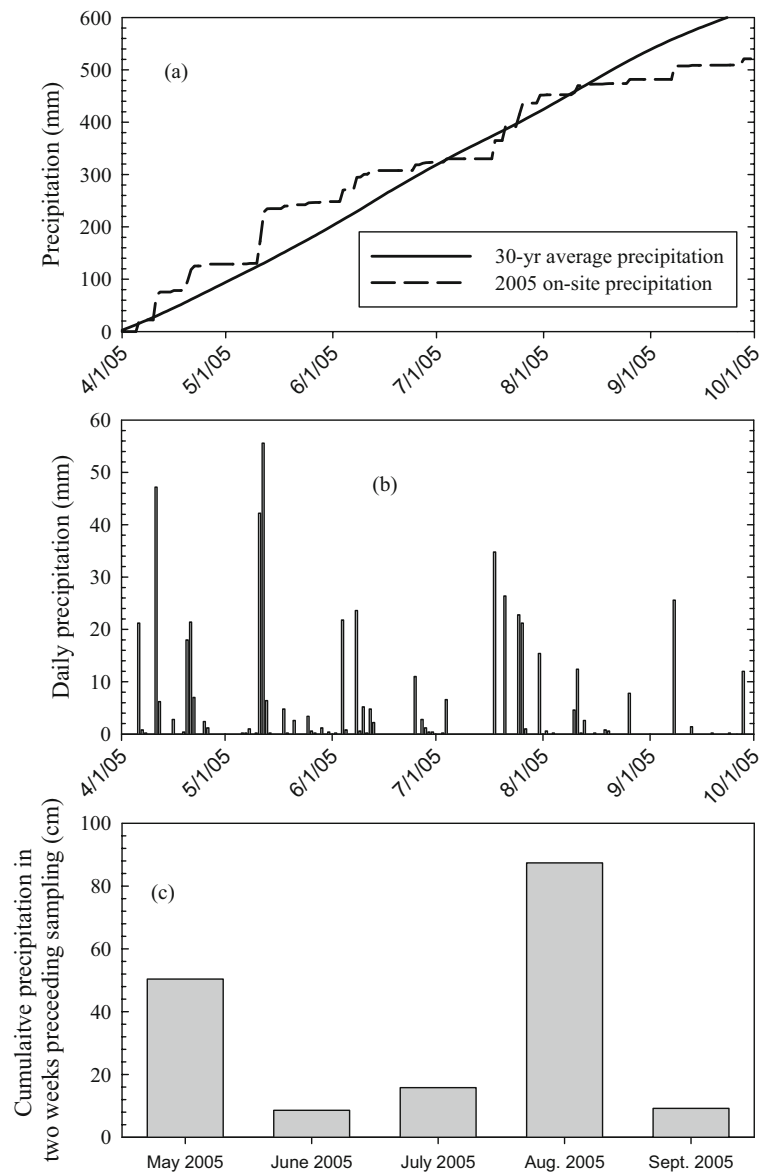 600
500
400
300
200
100
0
Precipitation (mm)
(a)
30-yr average precipitation
2005 on-site precipitation
4/1/05
5/1/05
6/1/05
7/1/05
8/1/05
9/1/05
10/1/05
60
50
40
30
20
10
0
Daily precipitation (mm)
(b)
4/1/05
5/1/05
6/1/05
7/1/05
8/1/05
9/1/05
10/1/05
100
80
60
40
20
0
Cumulaitve precipitation in
two weeks preceeding sampling (cm)
(c)
May 2005
June 2005
July 2005
Aug. 2005
Sept. 2005